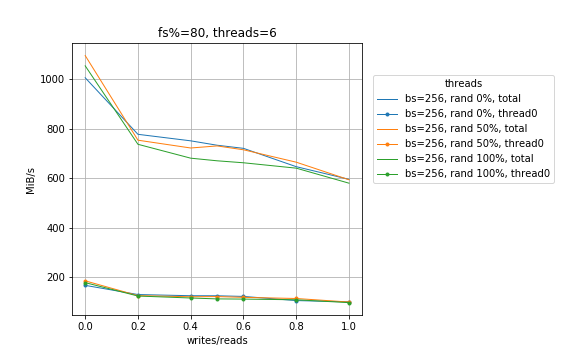 fs%=80, threads=6
1000
800
600
400
200
MiB/s
0.0 0.2 0.4 0.6 0.8 1.0
writes/reads
threads
bs=256, rand 0%, total
bs=256, rand 0%, thread0
bs=256, rand 50%, total
bs=256, rand 50%, thread0
bs=256, rand 100%, total
bs=256, rand 100%, thread0